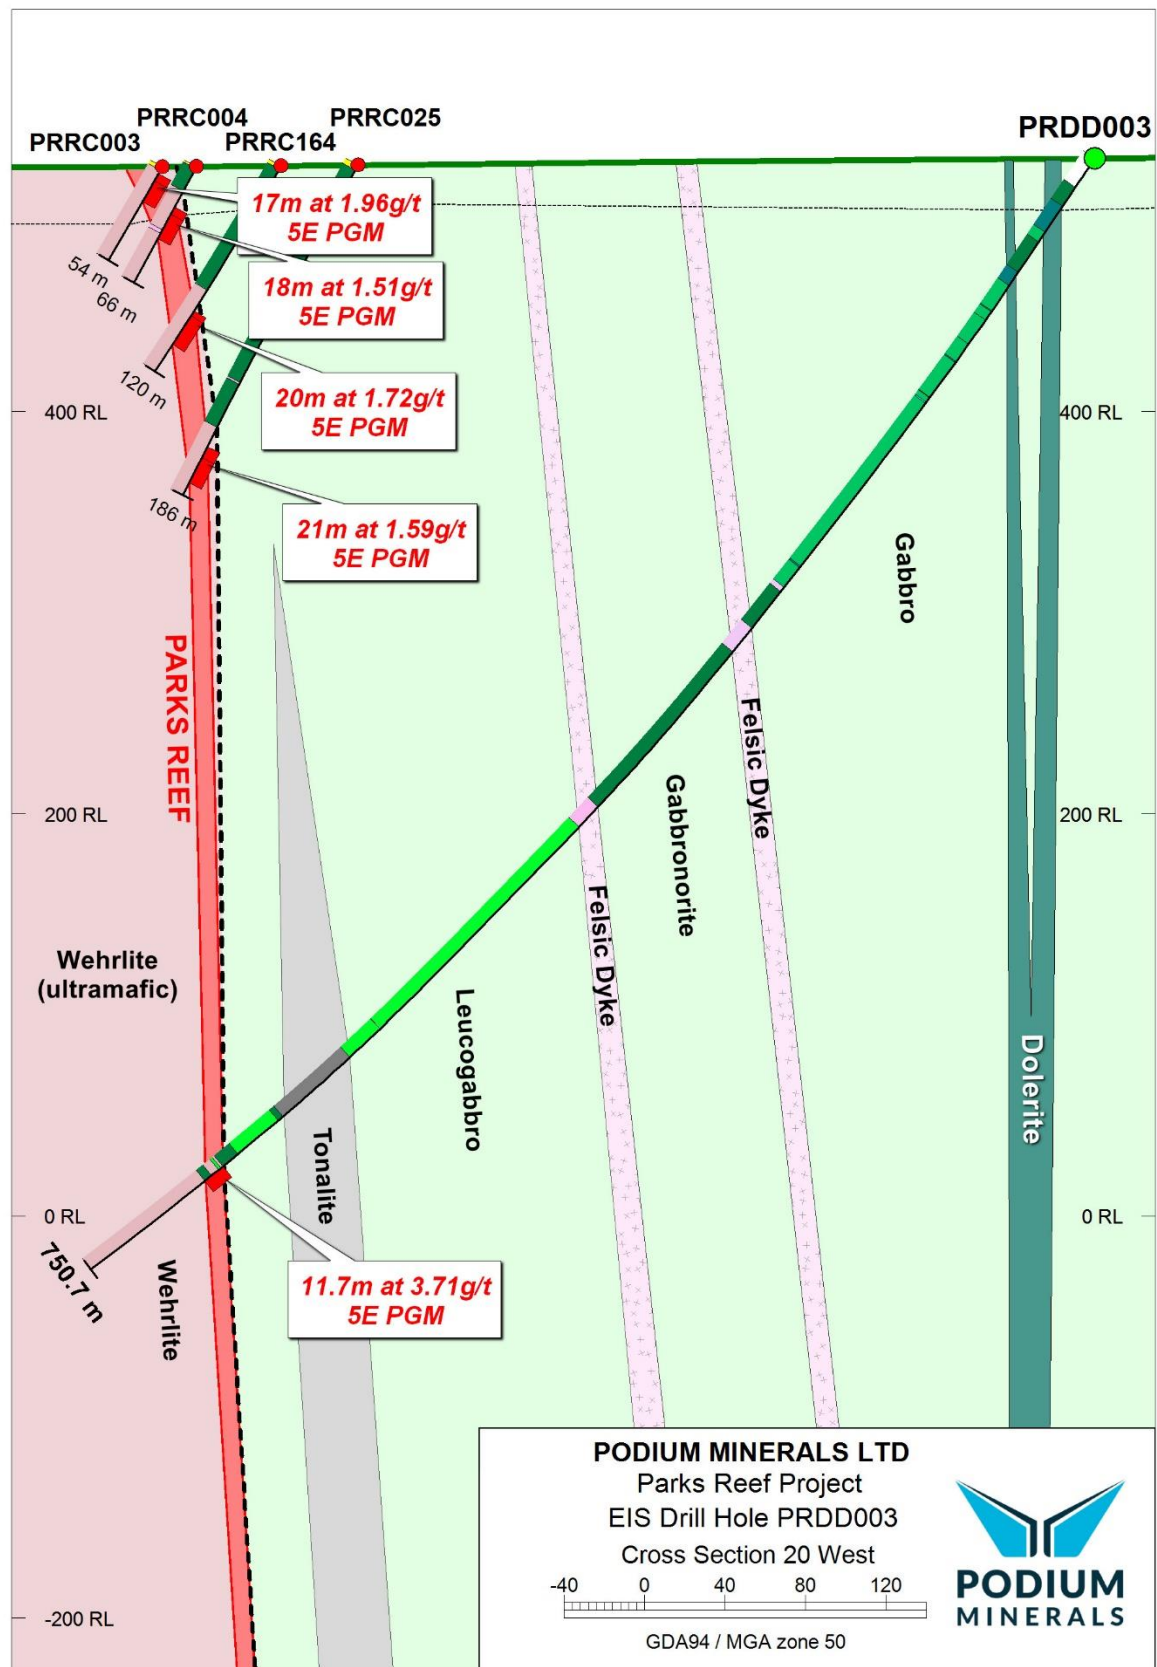 PRRC004
PRRC025
PRRC003
PRRC164
PRDD003
17m at 1.96g/t
5E PGM
54 m
18m at 1.51g/t
5E PGM
66 m
120 m
20m at 1.72g/t
5E PGM
400 RL
400 RL
186 m
21m at 1.59g/t
5E PGM
Gabbro
PARKS REEF
Felsic Dyke
Gabbronorite
200 RL
200 RL
Felsic Dyke
Wehrlite
(ultramafic)
Leucogabbro
Dolerite
Tonalite
0 RL
0 RL
750.7 m
Wehrlite
11.7m at 3.71g/t
5E PGM
-200 RL
PODIUM MINERALS LTD
Parks Reef Project
EIS Drill Hole PRDD003
Cross Section 20 West
-40 0 40 80 120
GDA94 / MGA zone 50
PODIUM
MINERALS